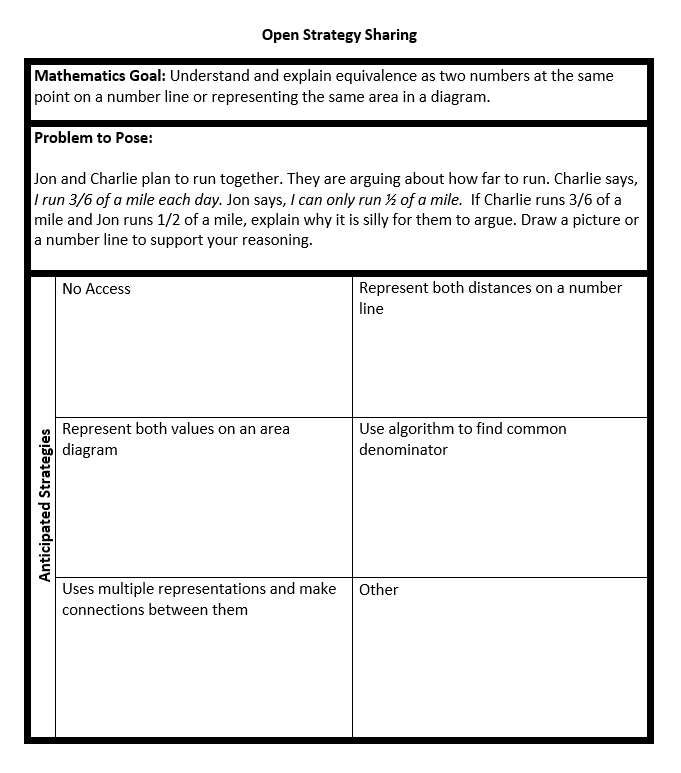 Open Strategy Sharing
Mathematics Goal: Understand and explain equivalence as two numbers at the same
point on a number line or representing the same area in a diagram.
Problem to Pose:
Jon and Charlie plan to run together. They are arguing about how far to run. Charlie says,
I run 3/6 of a mile each day. Jon says, I can only run ½ of a mile.  If Charlie runs 3/6 of a
mile and Jon runs 1/2 of a mile, explain why it is silly for them to argue. Draw a picture or
a number line to support your reasoning.
Anticipated Strategies
No Access
Represent both distances on a number
line
Represent both values on an area
diagram
Use algorithm to find common
denominator
Uses multiple representations and make
connections between them
Other